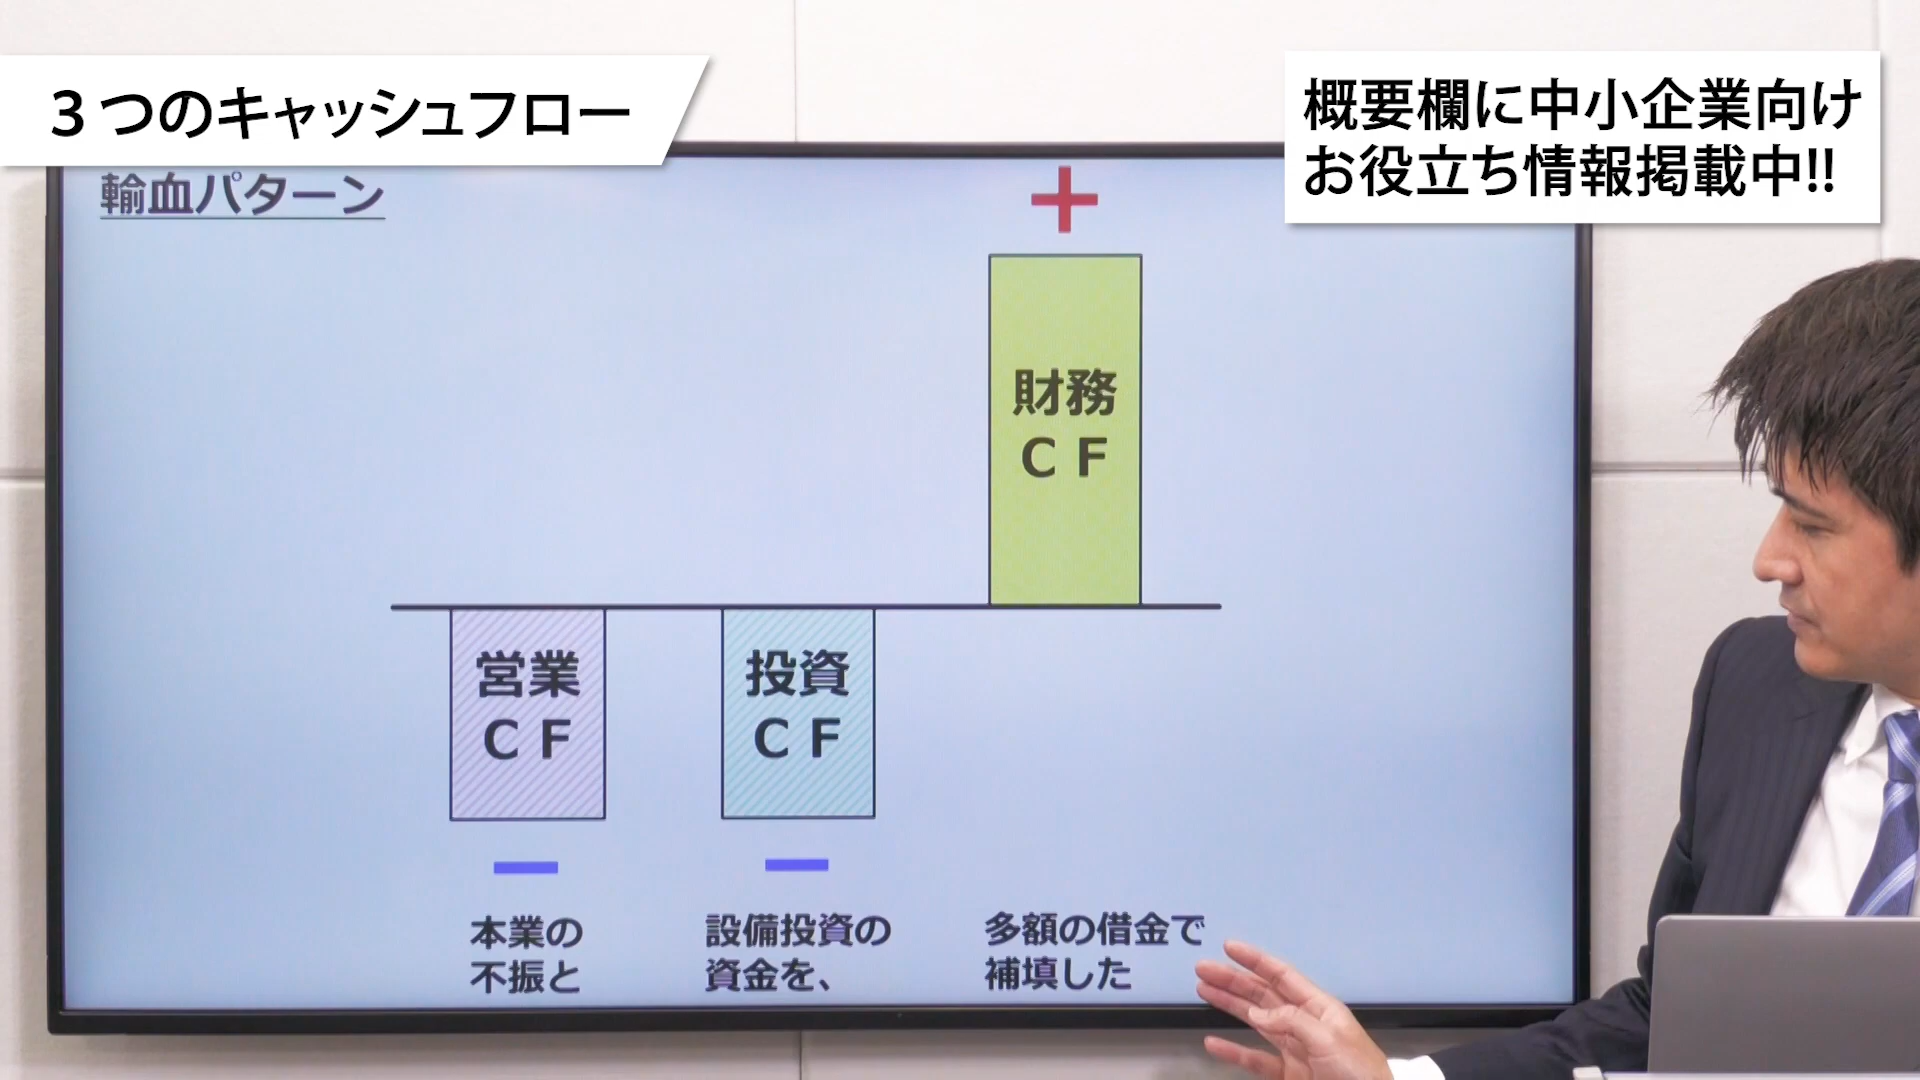 ３つのキャッシュフロー
概要欄に中小企業向け
お役立ち情報掲載中!!
輸血パターン
＋
財務
ＣＦ
営業
ＣＦ
投資
ＣＦ
ー
ー
本業の
不振と
設備投資の
資金を、
多額の借金で
補填した